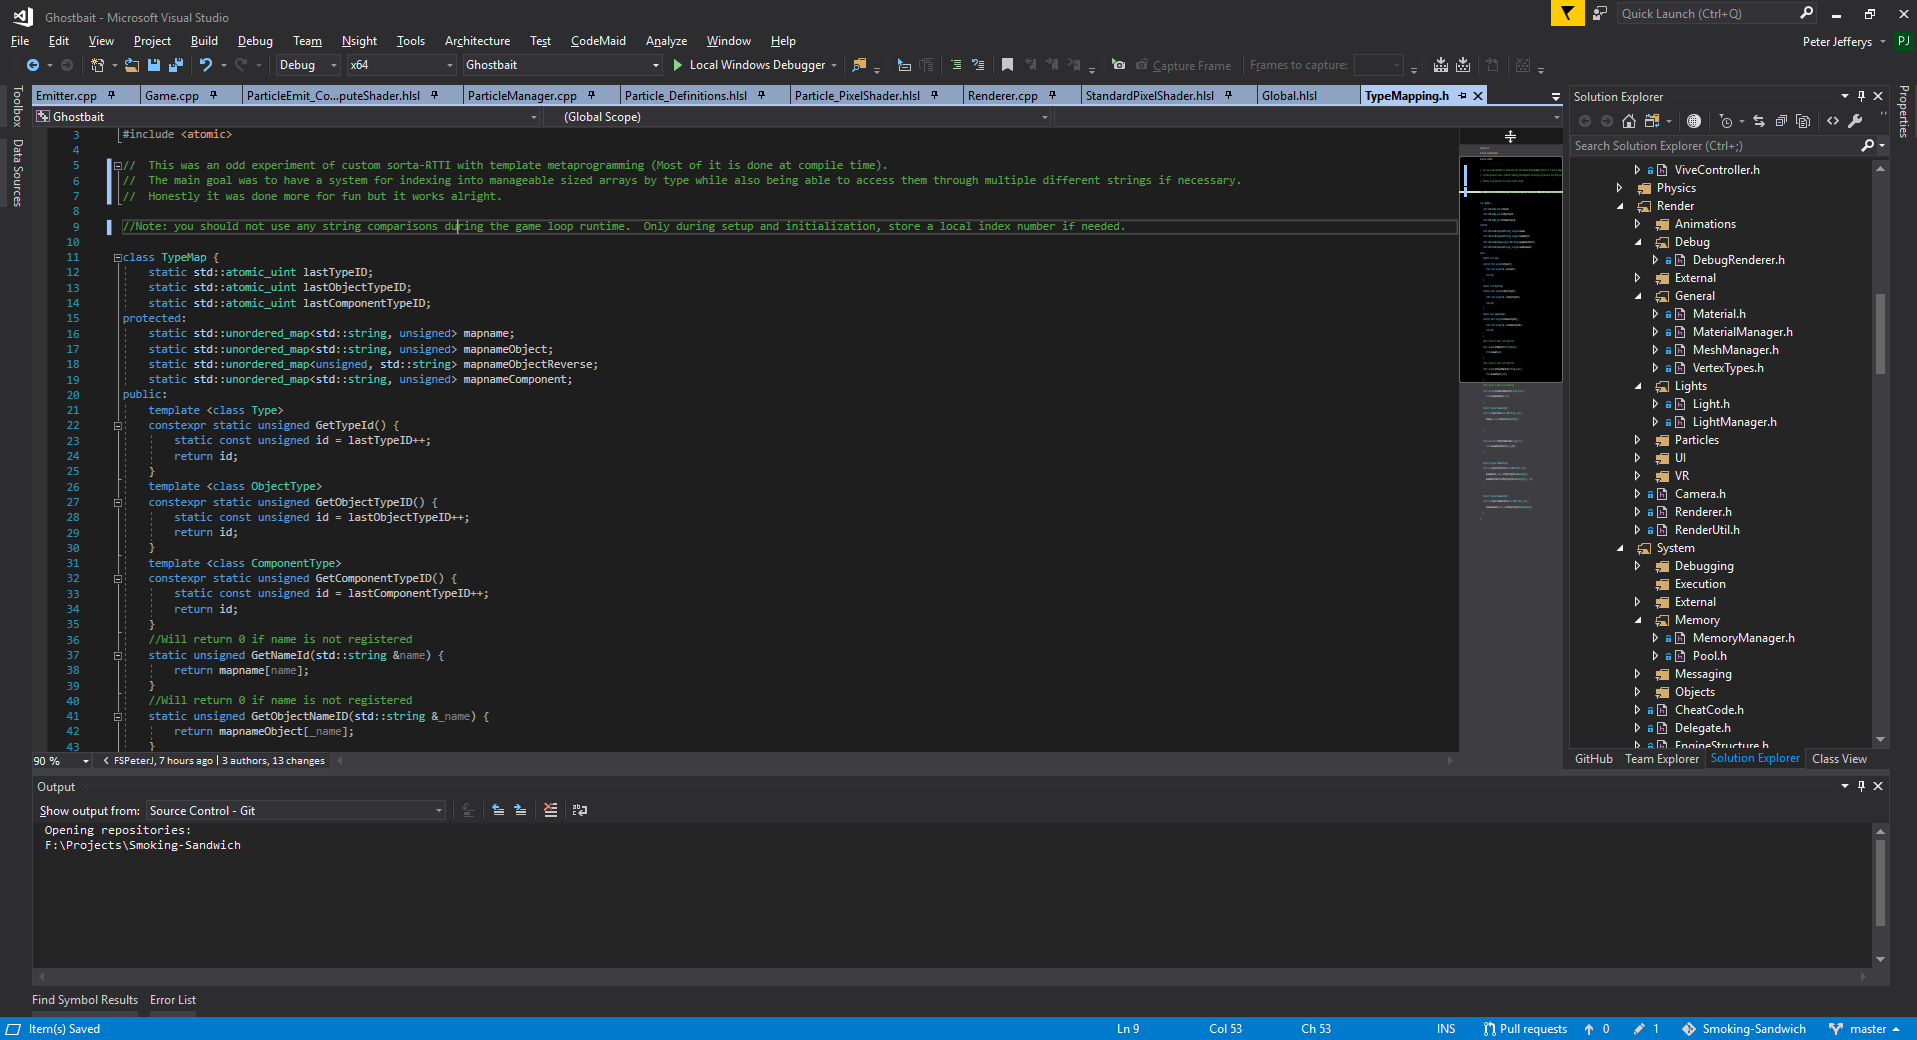 Ghostbait - Microsoft Visual Studio
Quick Launch (Ctrl+Q)
File Edit View Project Build Debug Team Nsight Tools Architecture Test CodeMaid Analyze Window Help
Peter Jefferys PJ
Debug x64 Ghostbait Local Windows Debugger Capture Frame Frames to capture:
Toolbox
Data Sources
Emitter.cpp Game.cpp ParticleEmit_Co...puteShader.hlsl ParticleManager.cpp Particle_Definitions.hlsl Particle_PixelShader.hlsl Renderer.cpp StandardPixelShader.hlsl Global.hlsl TypeMapping.h
Ghostbait (Global Scope)
3 #include <atomic>
4
5 // This was an odd experiment of custom sorta-RTTI with template metaprogramming (Most of it is done at compile time).
6 // The main goal was to have a system for indexing into manageable sized arrays by type while also being able to access them through multiple different strings if necessary.
7 // Honestly it was done more for fun but it works alright.
8
9 //Note: you should not use any string comparisons during the game loop runtime.  Only during setup and initialization, store a local index number if needed.
10
11 class TypeMap {
12 static std::atomic_uint lastTypeID;
13 static std::atomic_uint lastObjectTypeID;
14 static std::atomic_uint lastComponentTypeID;
15 protected:
16 static std::unordered_map<std::string, unsigned> mapname;
17 static std::unordered_map<std::string, unsigned> mapnameObject;
18 static std::unordered_map<unsigned, std::string> mapnameObjectReverse;
19 static std::unordered_map<std::string, unsigned> mapnameComponent;
20 public:
21 template <class Type>
22 constexpr static unsigned GetTypeId() {
23 static const unsigned id = lastTypeID++;
24 return id;
25 }
26 template <class ObjectType>
27 constexpr static unsigned GetObjectTypeID() {
28 static const unsigned id = lastObjectTypeID++;
29 return id;
30 }
31 template <class ComponentType>
32 constexpr static unsigned GetComponentTypeID() {
33 static const unsigned id = lastComponentTypeID++;
34 return id;
35 }
36 //Will return 0 if name is not registered
37 static unsigned GetNameId(std::string &name) {
38 return mapname[name];
39 }
40 //Will return 0 if name is not registered
41 static unsigned GetObjectNameID(std::string &_name) {
42 return mapnameObject[_name];
43 }
90 % FSPeterJ, 7 hours ago | 3 authors, 13 changes
Solution Explorer
Search Solution Explorer (Ctrl+;)
ViveController.h
Physics
Render
Animations
Debug
DebugRenderer.h
External
General
Material.h
MaterialManager.h
MeshManager.h
VertexTypes.h
Lights
Light.h
LightManager.h
Particles
UI
VR
Camera.h
Renderer.h
RenderUtil.h
System
Debugging
Execution
External
Memory
MemoryManager.h
Pool.h
Messaging
Objects
CheatCode.h
Delegate.h
EngineStructure.h
GitHub Team Explorer Solution Explorer Class View
Properties
Output
Show output from: Source Control - Git
Opening repositories:
F:\Projects\Smoking-Sandwich
Find Symbol Results Error List
Item(s) Saved Ln 9 Col 53 Ch 53 INS Pull requests 0 1 Smoking-Sandwich master